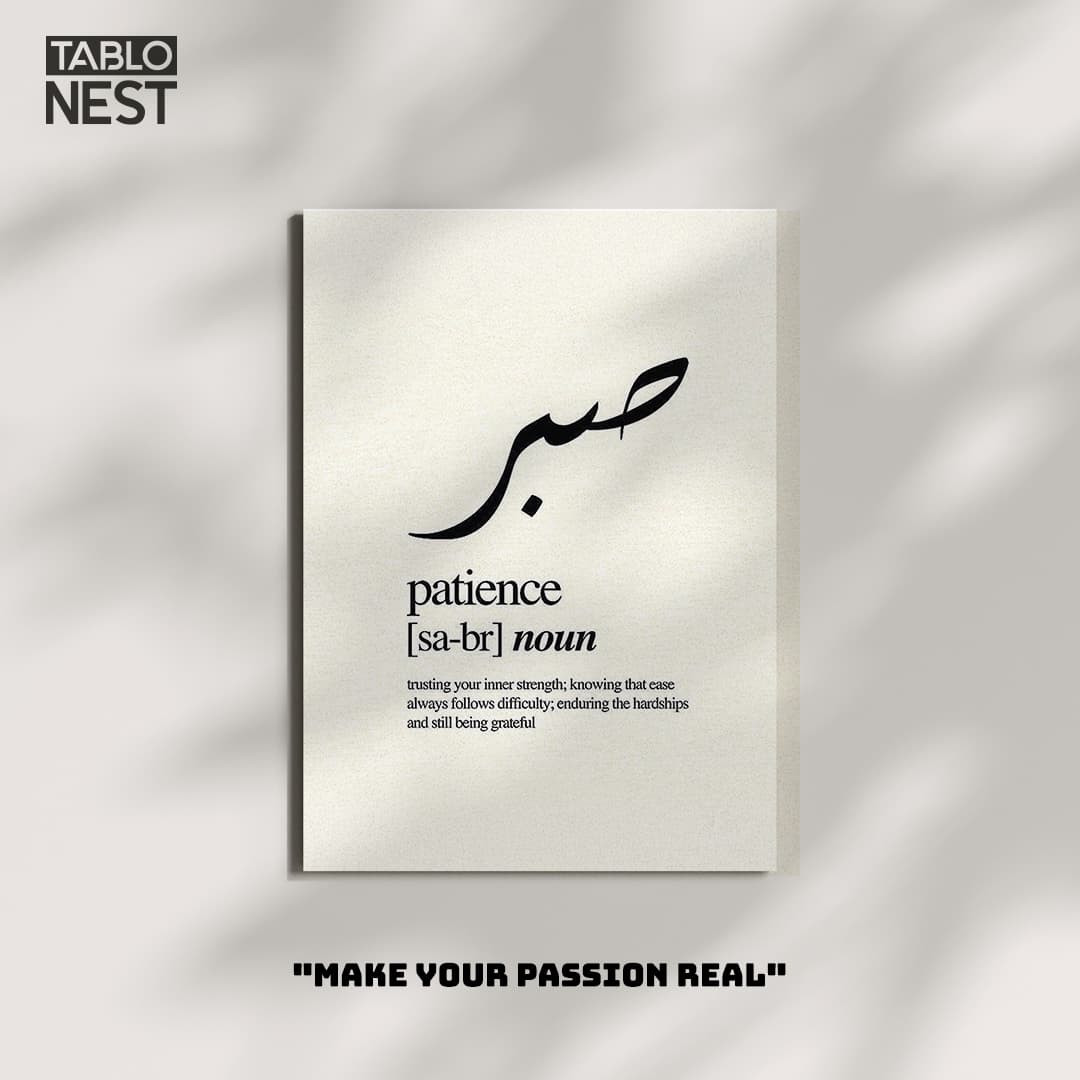 TABLO
NEST
صبر
patience
[sa-br] noun
trusting your inner strength; knowing that ease
always follows difficulty; enduring the hardships
and still being grateful
"MAKE YOUR PASSION REAL"